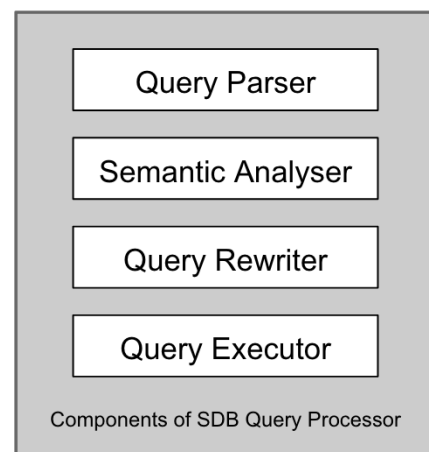 Query Parser
Semantic Analyser
Query Rewriter
Query Executor
Components of SDB Query Processor